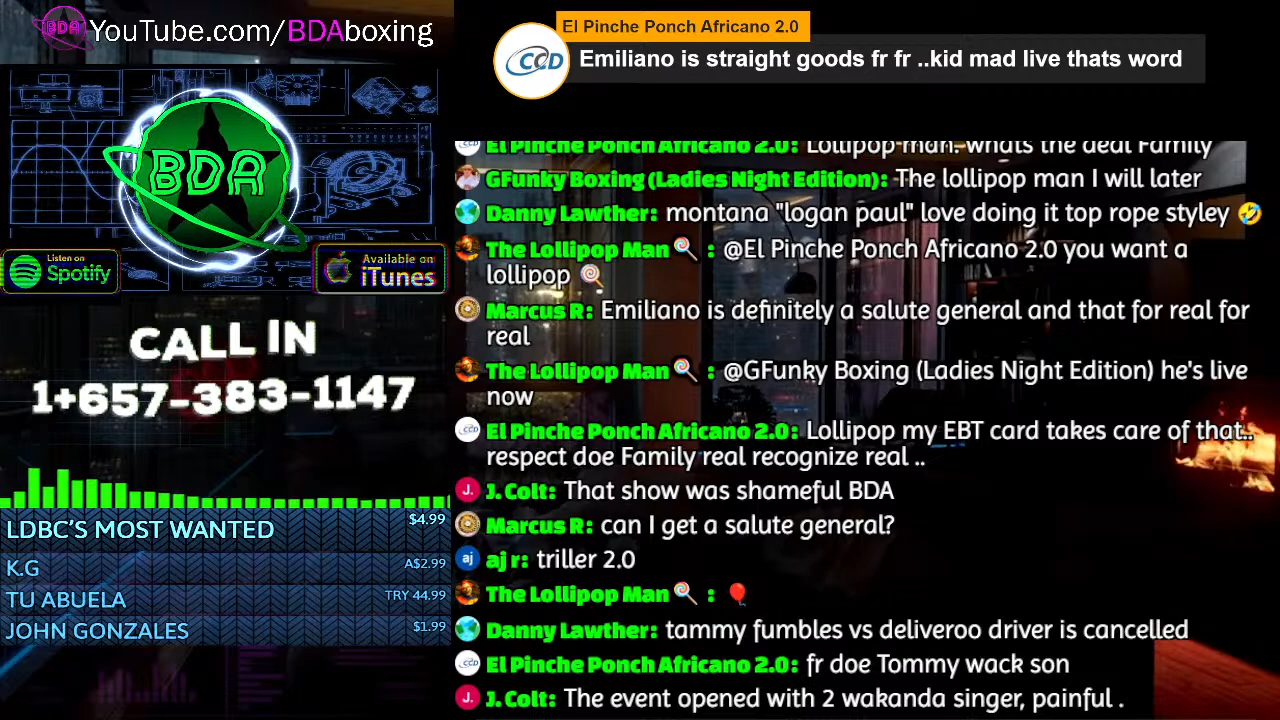 BDA
YouTube.com/BDAboxing
BDA
Listen on
Spotify
Available on
iTunes
CALL IN
1+657-383-1147
LDBC'S MOST WANTED $4.99
K.G A$2.99
TU ABUELA TRY 44.99
JOHN GONZALES $1.99
El Pinche Ponch Africano 2.0
CCD
Emiliano is straight goods fr fr ..kid mad live thats word
El Pinche Ponch Africano 2.0: Lollipop man. whats the deal Family
GFunky Boxing (Ladies Night Edition): The lollipop man I will later
Danny Lawther: montana "logan paul" love doing it top rope styley 🤣
The Lollipop Man 🍭 : @El Pinche Ponch Africano 2.0 you want a
lollipop 🍭
Marcus R: Emiliano is definitely a salute general and that for real for
real
The Lollipop Man 🍭 : @GFunky Boxing (Ladies Night Edition) he's live
now
El Pinche Ponch Africano 2.0: Lollipop my EBT card takes care of that..
respect doe Family real recognize real ..
J. J. Colt: That show was shameful BDA
Marcus R: can I get a salute general?
aj aj r: triller 2.0
The Lollipop Man 🍭 : 🎈
Danny Lawther: tammy fumbles vs deliveroo driver is cancelled
El Pinche Ponch Africano 2.0: fr doe Tommy wack son
J. J. Colt: The event opened with 2 wakanda singer, painful .